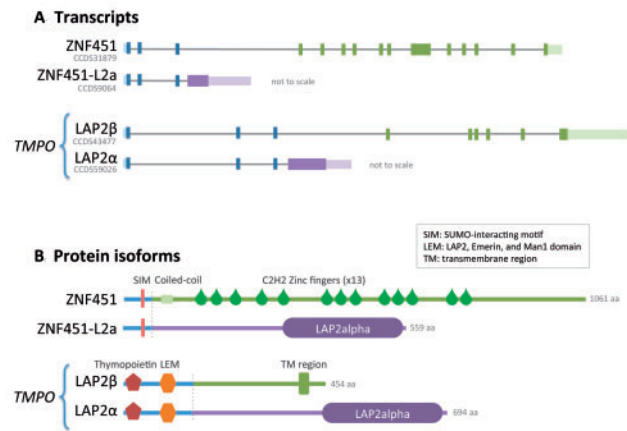 A Transcripts
ZNF451
CCDS31879
ZNF451-L2a
CCDS9064
not to scale
TMPO
LAP2β
CCDS43477
LAP2α
CCDS59026
not to scale
SIM: SUMO-interacting motif
LEM: LAP2, Emerin, and Man1 domain
TM: transmembrane region
B Protein isoforms
SIM Coiled-coil C2H2 Zinc fingers (x13)
ZNF451 1061 aa
ZNF451-L2a LAP2alpha 559 aa
Thymopoietin LEM TM region
TMPO
LAP2β 454 aa
LAP2α LAP2alpha 694 aa